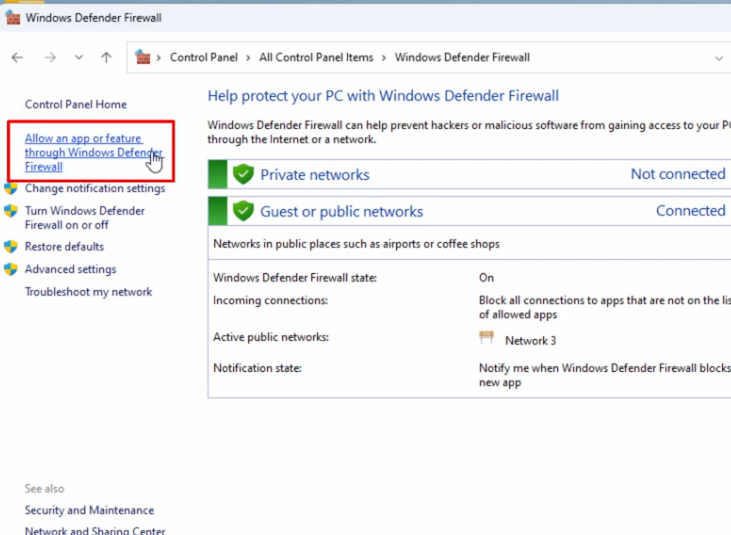 Windows Defender Firewall
Control Panel > All Control Panel Items > Windows Defender Firewall
Control Panel Home
Allow an app or feature
through Windows Defender
Firewall
Change notification settings
Turn Windows Defender
Firewall on or off
Restore defaults
Advanced settings
Troubleshoot my network
Help protect your PC with Windows Defender Firewall
Windows Defender Firewall can help prevent hackers or malicious software from gaining access to your PC
through the Internet or a network.
Private networks Not connected
Guest or public networks Connected
Networks in public places such as airports or coffee shops
Windows Defender Firewall state: On
Incoming connections: Block all connections to apps that are not on the lis
of allowed apps
Active public networks: Network 3
Notification state: Notify me when Windows Defender Firewall blocks
new app
See also
Security and Maintenance
Network and Sharing Center